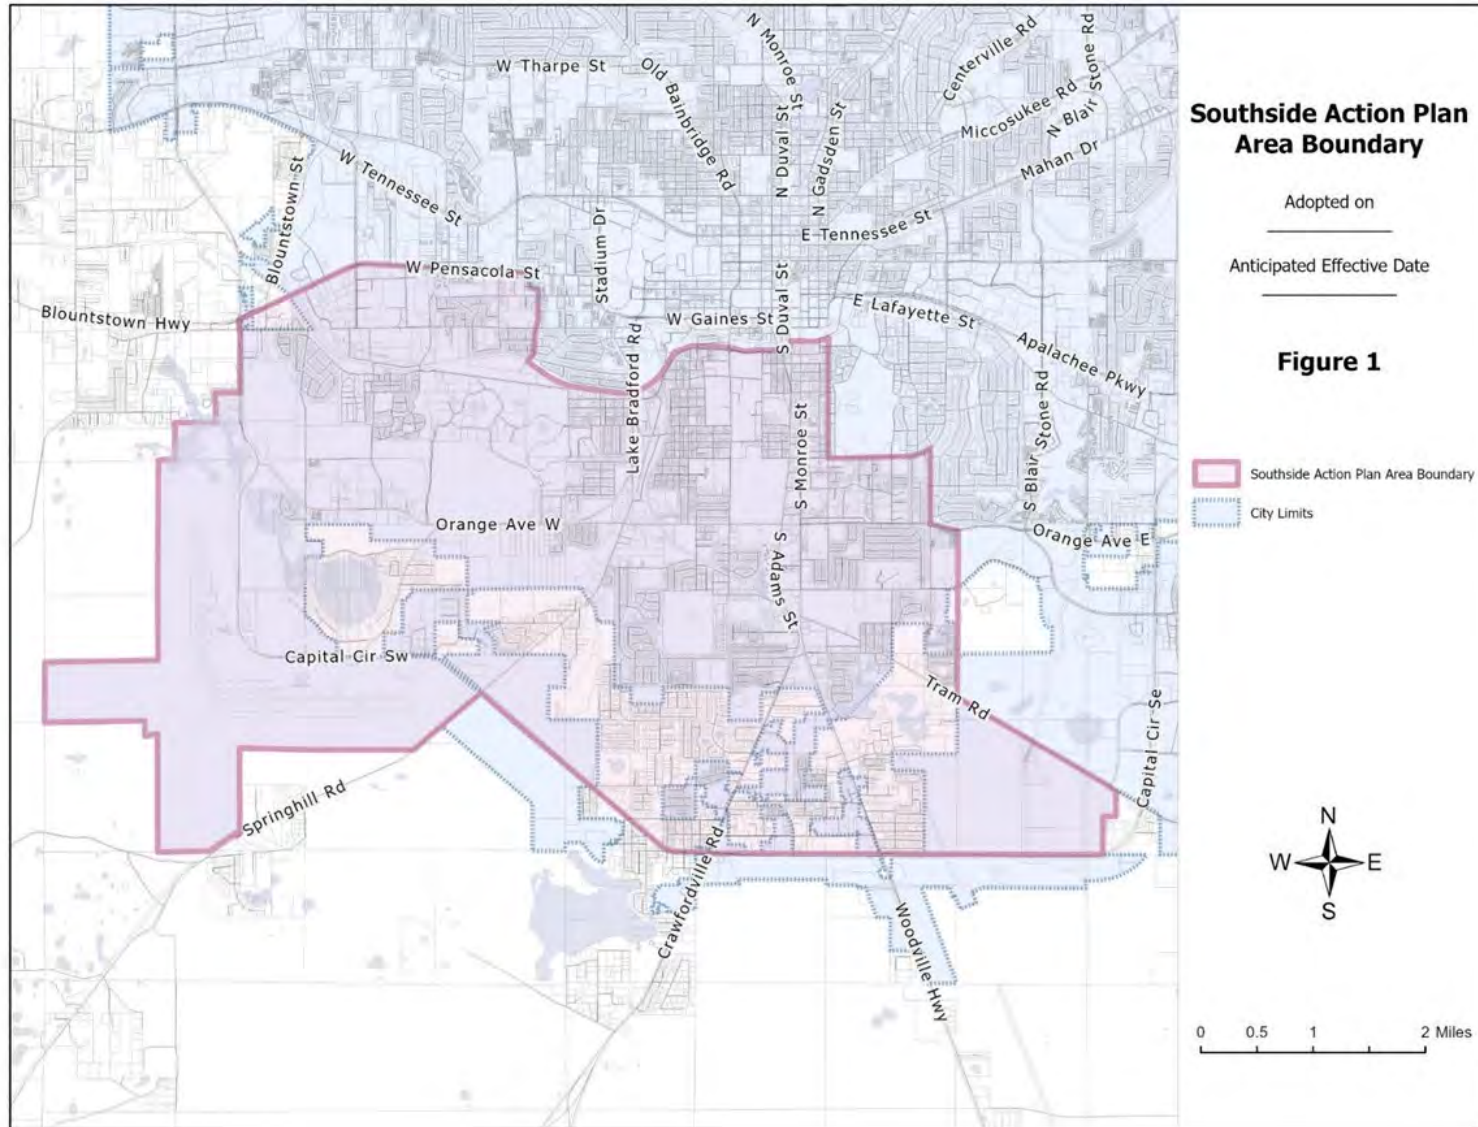 W Tharpe St
Old Bainbridge Rd
N Monroe St
N Duval St
N Gadsden St
Centerville Rd
Miccosukee Rd
N Blair Stone Rd
Mahan Dr
W Tennessee St
Blountstown St
Stadium Dr
E Tennessee St
W Pensacola St
Blountstown Hwy
W Gaines St
S Duval St
E Lafayette St
Apalachee Pkwy
Lake Bradford Rd
S Monroe St
S Blair Stone Rd
Orange Ave W
Orange Ave E
S Adams St
Capital Cir Sw
Tram Rd
Capital Cir Se
Springhill Rd
Crawfordville Rd
Woodville Hwy
Southside Action Plan
Area Boundary
Adopted on
Anticipated Effective Date
Figure 1
Southside Action Plan Area Boundary
City Limits
N
W E
S
0 0.5 1 2 Miles